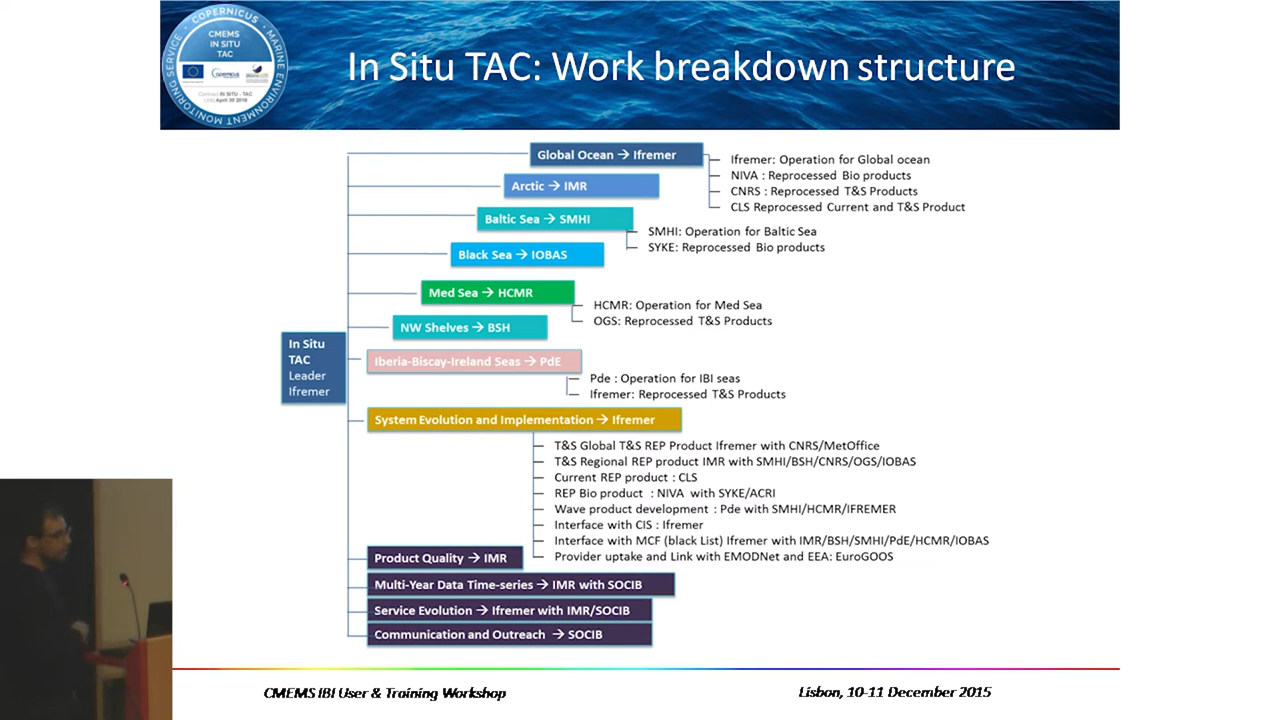 COPERNICUS - MARINE ENVIRONMENT MONITORING SERVICE -
CMEMS
IN SITU
TAC
Copernicus
In Situ TAC: Work breakdown structure
Global Ocean → Ifremer
Ifremer: Operation for Global ocean
NIVA : Reprocessed Bio products
CNRS : Reprocessed T&S Products
CLS Reprocessed Current and T&S Product
Arctic → IMR
Baltic Sea → SMHI
SMHI: Operation for Baltic Sea
SYKE: Reprocessed Bio products
Black Sea → IOBAS
Med Sea → HCMR
HCMR: Operation for Med Sea
OGS: Reprocessed T&S Products
NW Shelves → BSH
In Situ
TAC
Leader
Ifremer
Iberia-Biscay-Ireland Seas → PdE
Pde : Operation for IBI seas
Ifremer: Reprocessed T&S Products
System Evolution and Implementation → Ifremer
T&S Global T&S REP Product Ifremer with CNRS/MetOffice
T&S Regional REP product IMR with SMHI/BSH/CNRS/OGS/IOBAS
Current REP product : CLS
REP Bio product : NIVA with SYKE/ACRI
Wave product development : Pde with SMHI/HCMR/IFREMER
Interface with CIS : Ifremer
Interface with MCF (black List) Ifremer with IMR/BSH/SMHI/PdE/HCMR/IOBAS
Provider uptake and Link with EMODNet and EEA: EuroGOOS
Product Quality → IMR
Multi-Year Data Time-series → IMR with SOCIB
Service Evolution → Ifremer with IMR/SOCIB
Communication and Outreach → SOCIB
CMEMS IBI User & Training Workshop
Lisbon, 10-11 December 2015